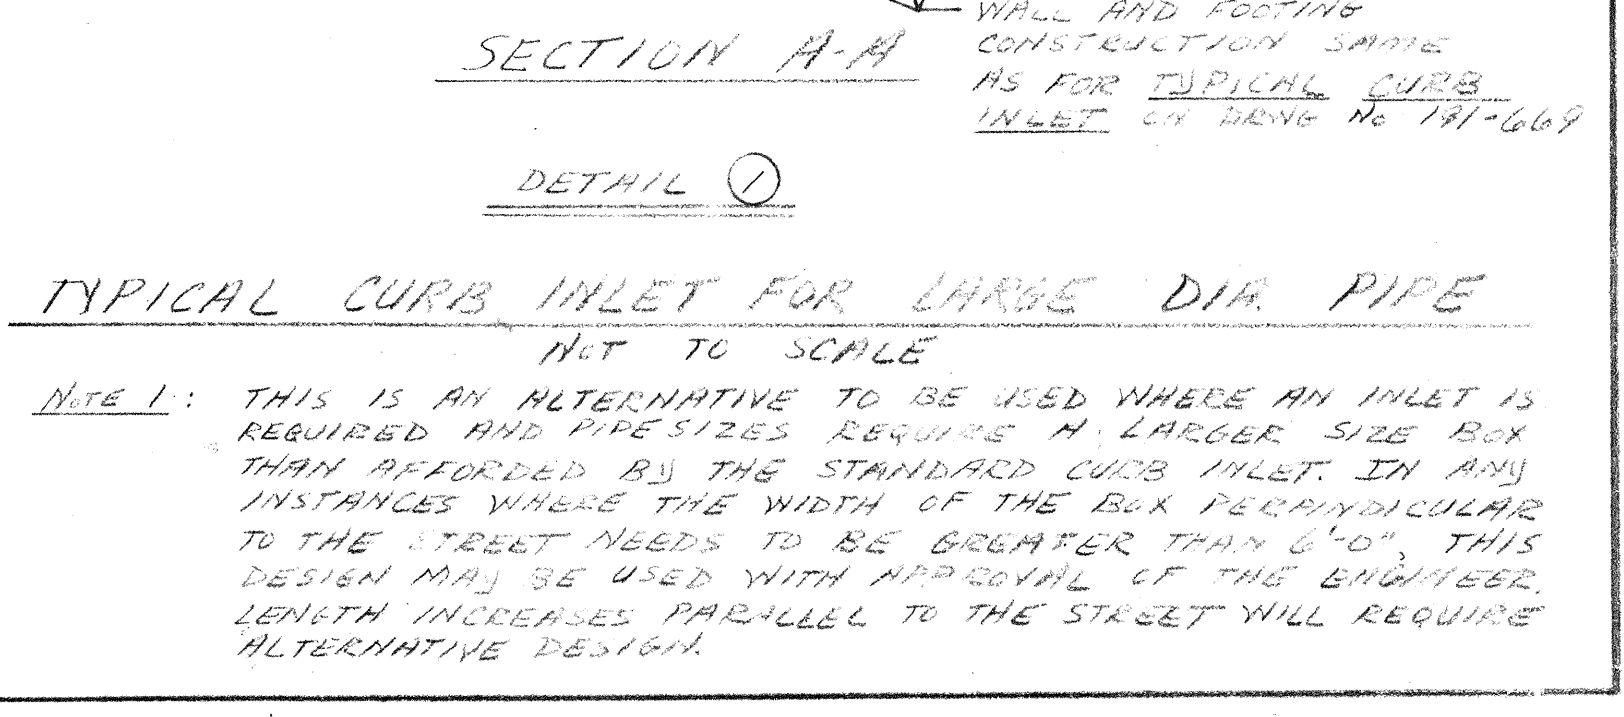 SECTION A-A
WALL AND FOOTING
CONSTRUCTION SAME
AS FOR TYPICAL CURB
INLET ON DRWG No 191-669
DETAIL 1
TYPICAL CURB INLET FOR LARGE DIA. PIPE
NOT TO SCALE
NOTE 1: THIS IS AN ALTERNATIVE TO BE USED WHERE AN INLET IS
REQUIRED AND PIPE SIZES REQUIRE A LARGER SIZE BOX
THAN AFFORDED BY THE STANDARD CURB INLET. IN ANY
INSTANCES WHERE THE WIDTH OF THE BOX PERPINDICULAR
TO THE STREET NEEDS TO BE GREATER THAN 6'-0", THIS
DESIGN MAY BE USED WITH APPROVAL OF THE ENGINEER.
LENGTH INCREASES PARALLEL TO THE STREET WILL REQUIRE
ALTERNATIVE DESIGN.